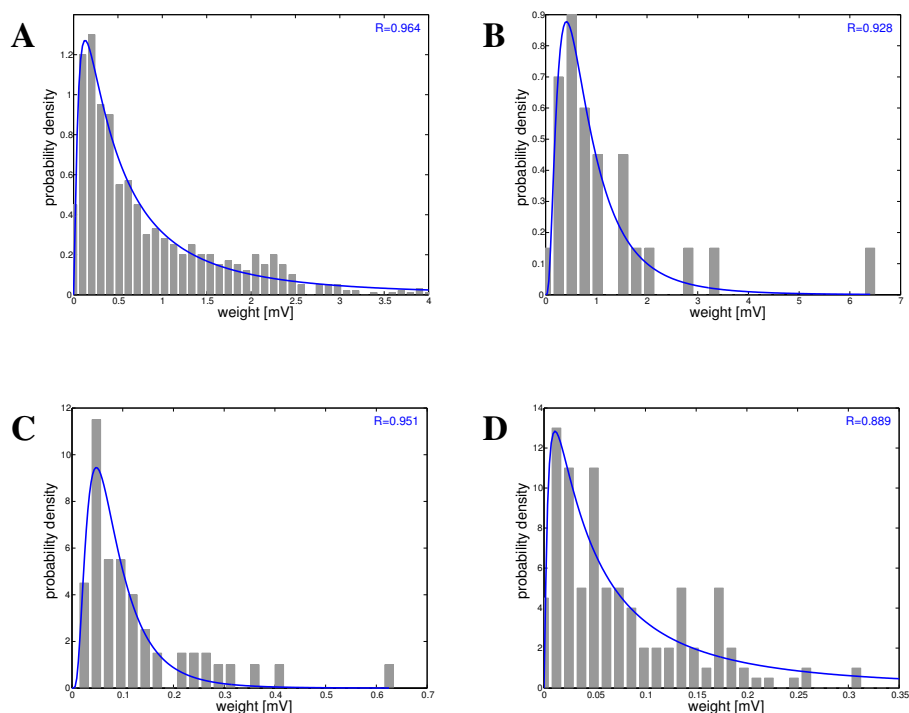 A
R=0.964
probability density
1.2
1
0.8
0.6
0.4
0.2
0
0 0.5 1 1.5 2 2.5 3 3.5 4
weight [mV]
B
R=0.928
probability density
0.9
0.8
0.7
0.6
0.5
0.4
0.3
0.2
0.1
0
0 1 2 3 4 5 6 7
weight [mV]
C
R=0.951
probability density
12
10
8
6
4
2
0
0 0.1 0.2 0.3 0.4 0.5 0.6 0.7
weight [mV]
D
R=0.889
probability density
14
12
10
8
6
4
2
0
0 0.05 0.1 0.15 0.2 0.25 0.3 0.35
weight [mV]